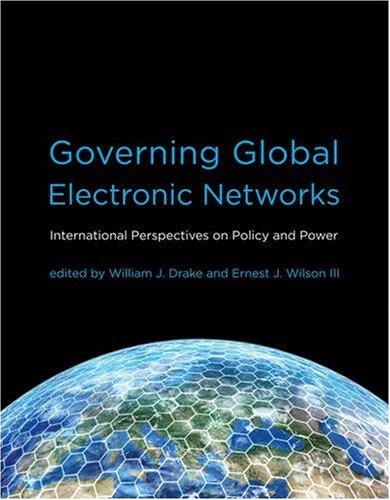 Governing Global
Electronic Networks
International Perspectives on Policy and Power
edited by William J. Drake and Ernest J. Wilson III